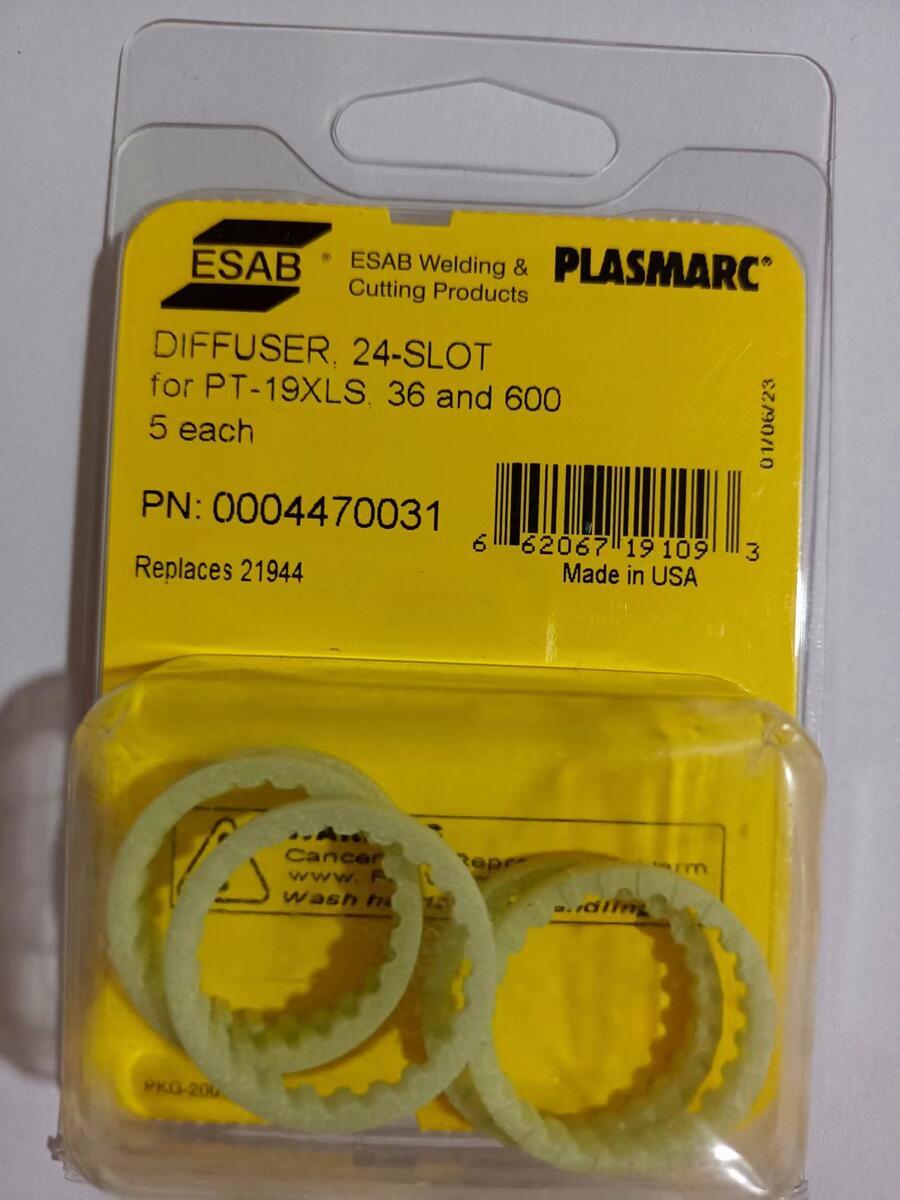 ESAB ®
ESAB Welding &
Cutting Products
PLASMARC®
DIFFUSER, 24-SLOT
for PT-19XLS, 36 and 600
5 each
01/06/23
PN: 0004470031
6 62067 19109 3
Replaces 21944
Made in USA
Cancer
www.
Wash